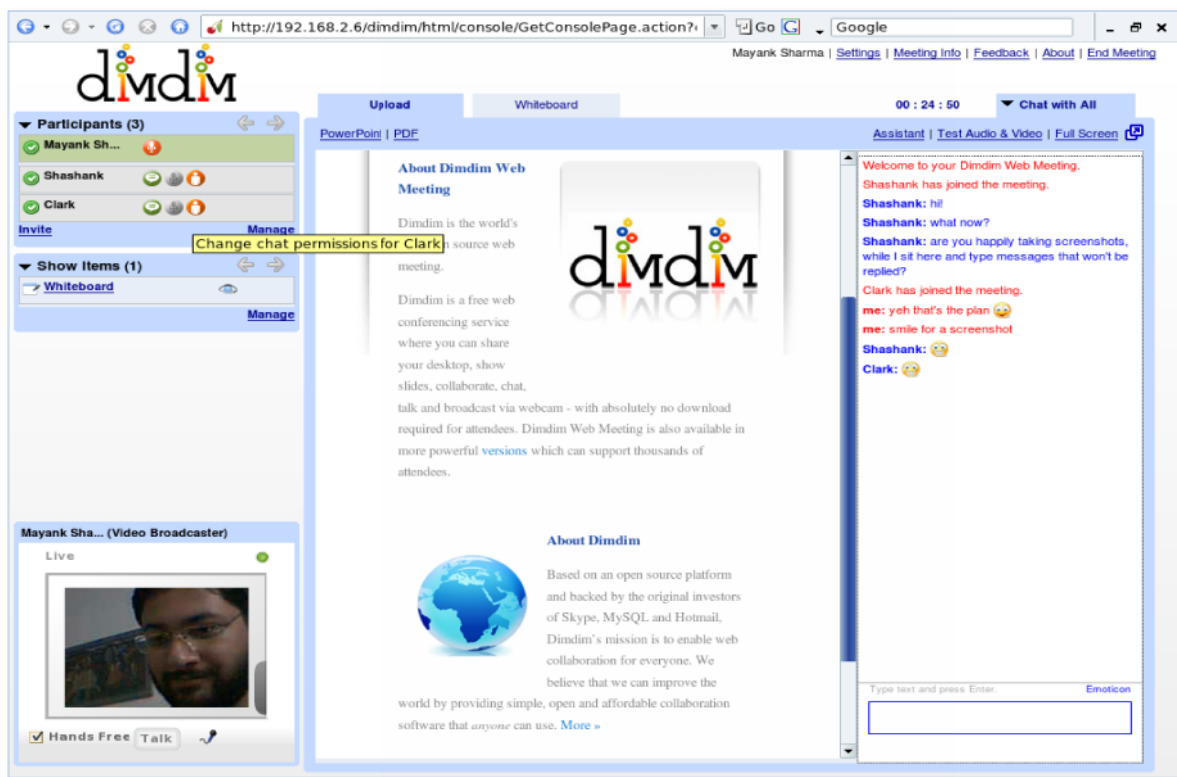 http://192.168.2.6/dimdim/html/console/GetConsolePage.action?
Go
Google
dimdim
Mayank Sharma | Settings | Meeting Info | Feedback | About | End Meeting
Participants (3)
Mayank Sh...
Shashank
Clark
Invite
Manage
Change chat permissions for Clark
Show Items (1)
Whiteboard
Manage
Mayank Sha... (Video Broadcaster)
Live
Hands Free Talk
Upload
Whiteboard
00 : 24 : 50
Chat with All
PowerPoint | PDF
Assistant | Test Audio & Video | Full Screen
About Dimdim Web
Meeting
dimdim
Dimdim is the world's
source web
meeting.
Dimdim is a free web
conferencing service
where you can share
your desktop, show
slides, collaborate, chat,
talk and broadcast via webcam - with absolutely no download
required for attendees. Dimdim Web Meeting is also available in
more powerful versions which can support thousands of
attendees.
About Dimdim
Based on an open source platform
and backed by the original investors
of Skype, MySQL and Hotmail,
Dimdim's mission is to enable web
collaboration for everyone. We
believe that we can improve the
world by providing simple, open and affordable collaboration
software that anyone can use. More »
Welcome to your Dimdim Web Meeting.
Shashank has joined the meeting.
Shashank: hi!
Shashank: what now?
Shashank: are you happily taking screenshots,
while I sit here and type messages that won't be
replied?
Clark has joined the meeting.
me: yeh that's the plan
me: smile for a screenshot
Shashank:
Clark:
Type text and press Enter.
Emoticon